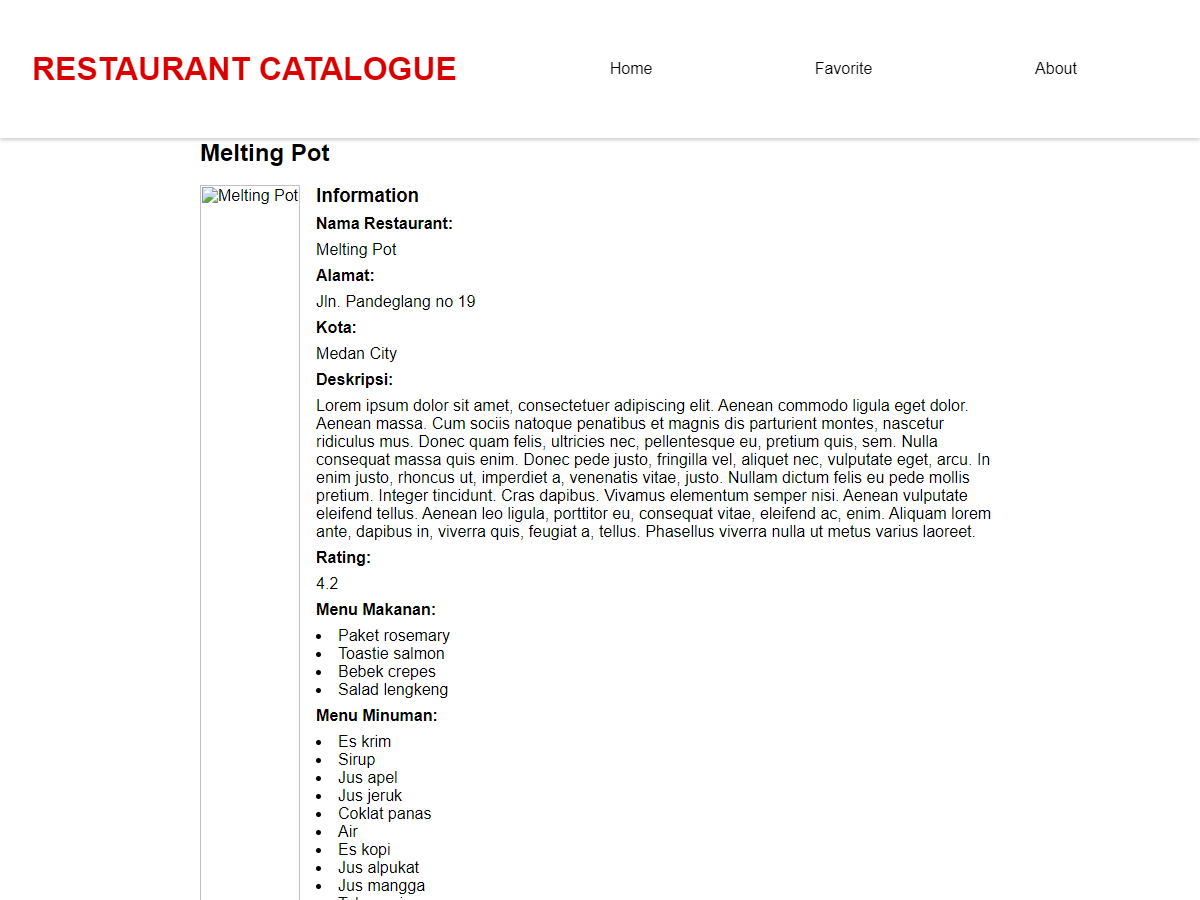 RESTAURANT CATALOGUE
Home
Favorite
About
Melting Pot
Melting Pot
Information
Nama Restaurant:
Melting Pot
Alamat:
Jln. Pandeglang no 19
Kota:
Medan City
Deskripsi:
Lorem ipsum dolor sit amet, consectetuer adipiscing elit. Aenean commodo ligula eget dolor.
Aenean massa. Cum sociis natoque penatibus et magnis dis parturient montes, nascetur
ridiculus mus. Donec quam felis, ultricies nec, pellentesque eu, pretium quis, sem. Nulla
consequat massa quis enim. Donec pede justo, fringilla vel, aliquet nec, vulputate eget, arcu. In
enim justo, rhoncus ut, imperdiet a, venenatis vitae, justo. Nullam dictum felis eu pede mollis
pretium. Integer tincidunt. Cras dapibus. Vivamus elementum semper nisi. Aenean vulputate
eleifend tellus. Aenean leo ligula, porttitor eu, consequat vitae, eleifend ac, enim. Aliquam lorem
ante, dapibus in, viverra quis, feugiat a, tellus. Phasellus viverra nulla ut metus varius laoreet.
Rating:
4.2
Menu Makanan:
Paket rosemary
Toastie salmon
Bebek crepes
Salad lengkeng
Menu Minuman:
Es krim
Sirup
Jus apel
Jus jeruk
Coklat panas
Air
Es kopi
Jus alpukat
Jus mangga